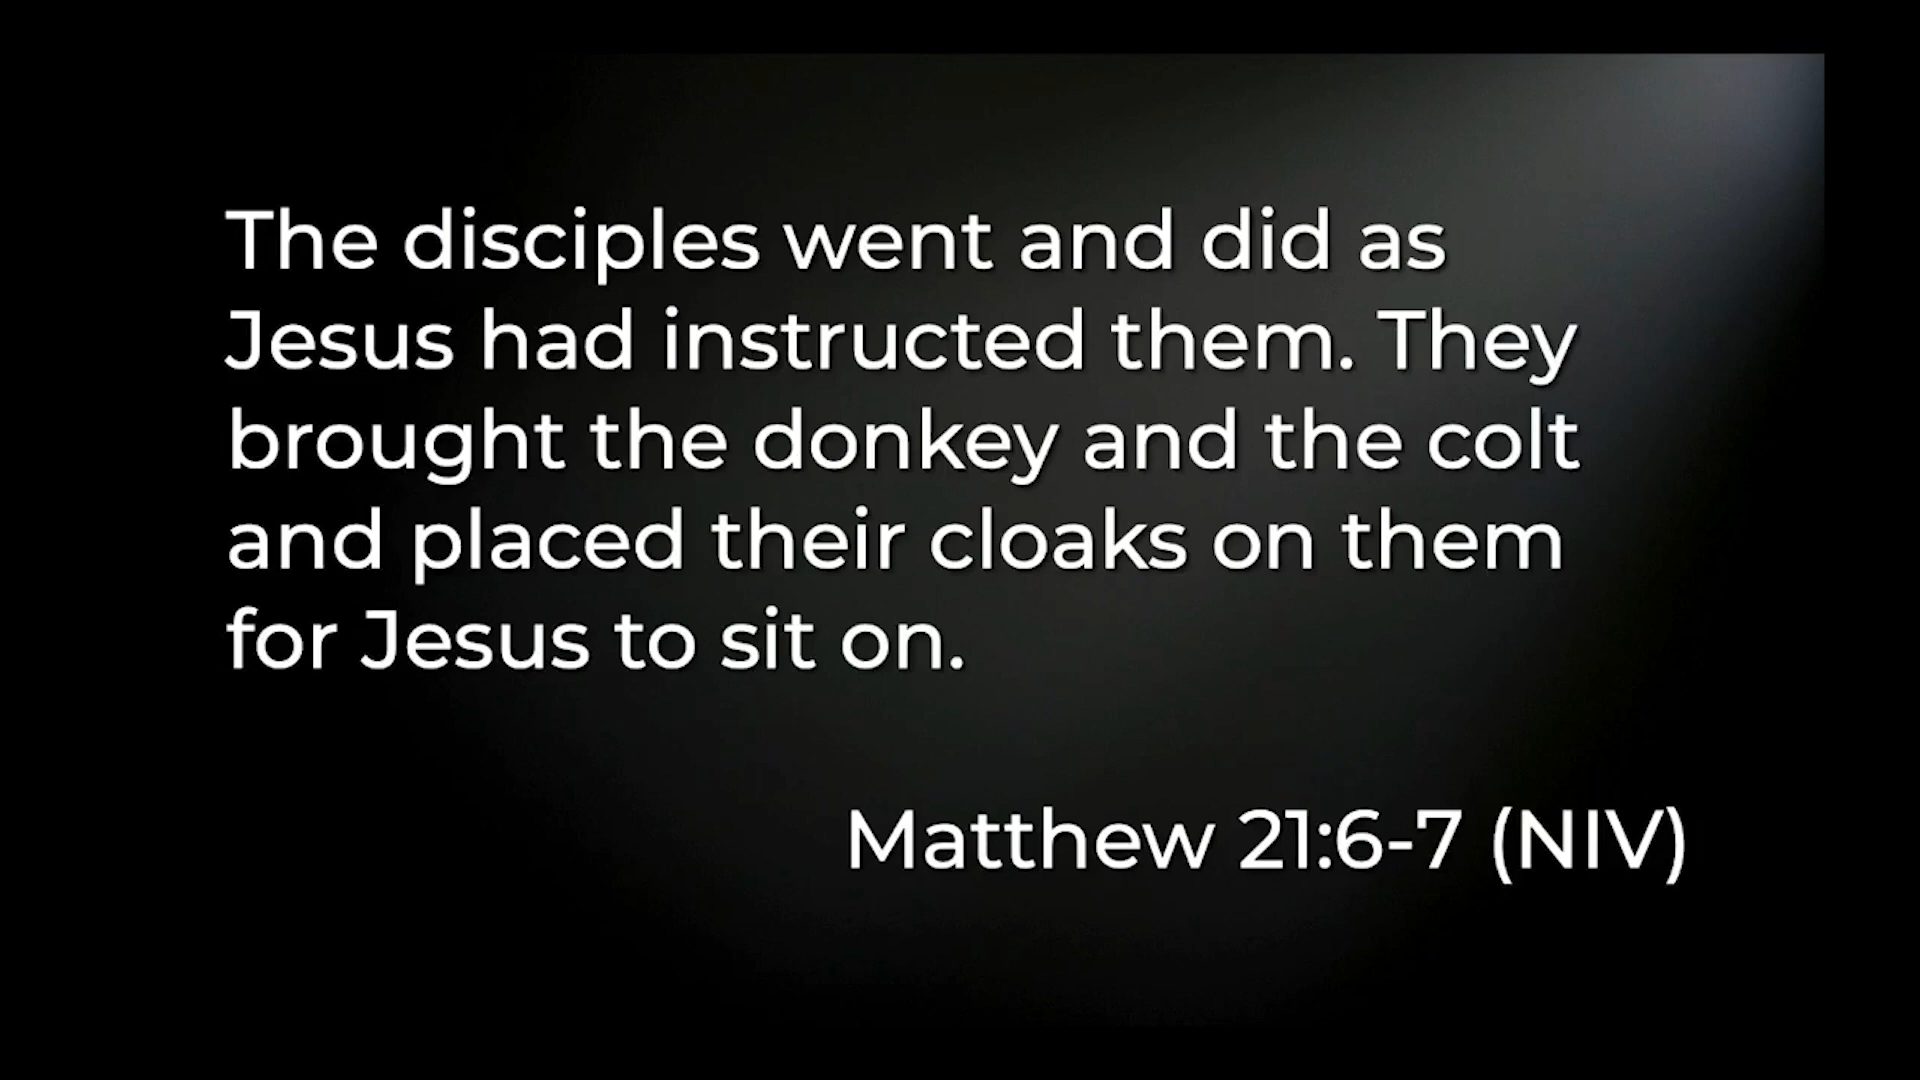 The disciples went and did as
Jesus had instructed them. They
brought the donkey and the colt
and placed their cloaks on them
for Jesus to sit on.
Matthew 21:6-7 (NIV)